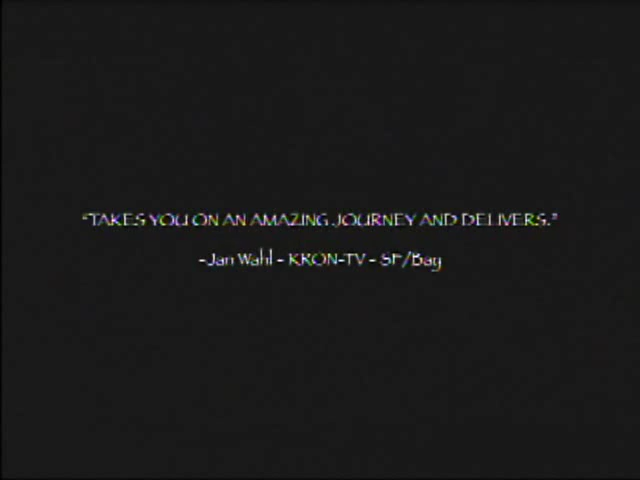 “TAKES YOU ON AN AMAZING JOURNEY AND DELIVERS.”
-Jan Wahl - KRON-TV - SF/Bay